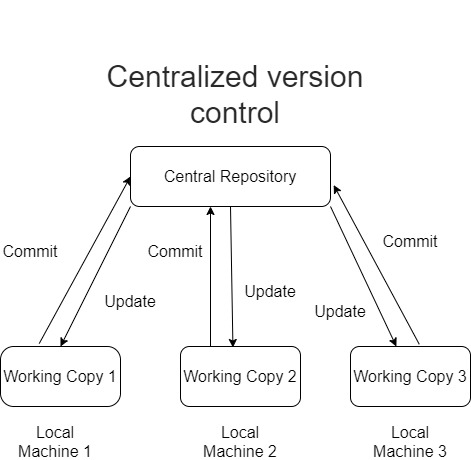 Centralized version
control
Central Repository
Commit
Commit
Commit
Update
Update
Update
Working Copy 1
Working Copy 2
Working Copy 3
Local
Machine 1
Local
Machine 2
Local
Machine 3